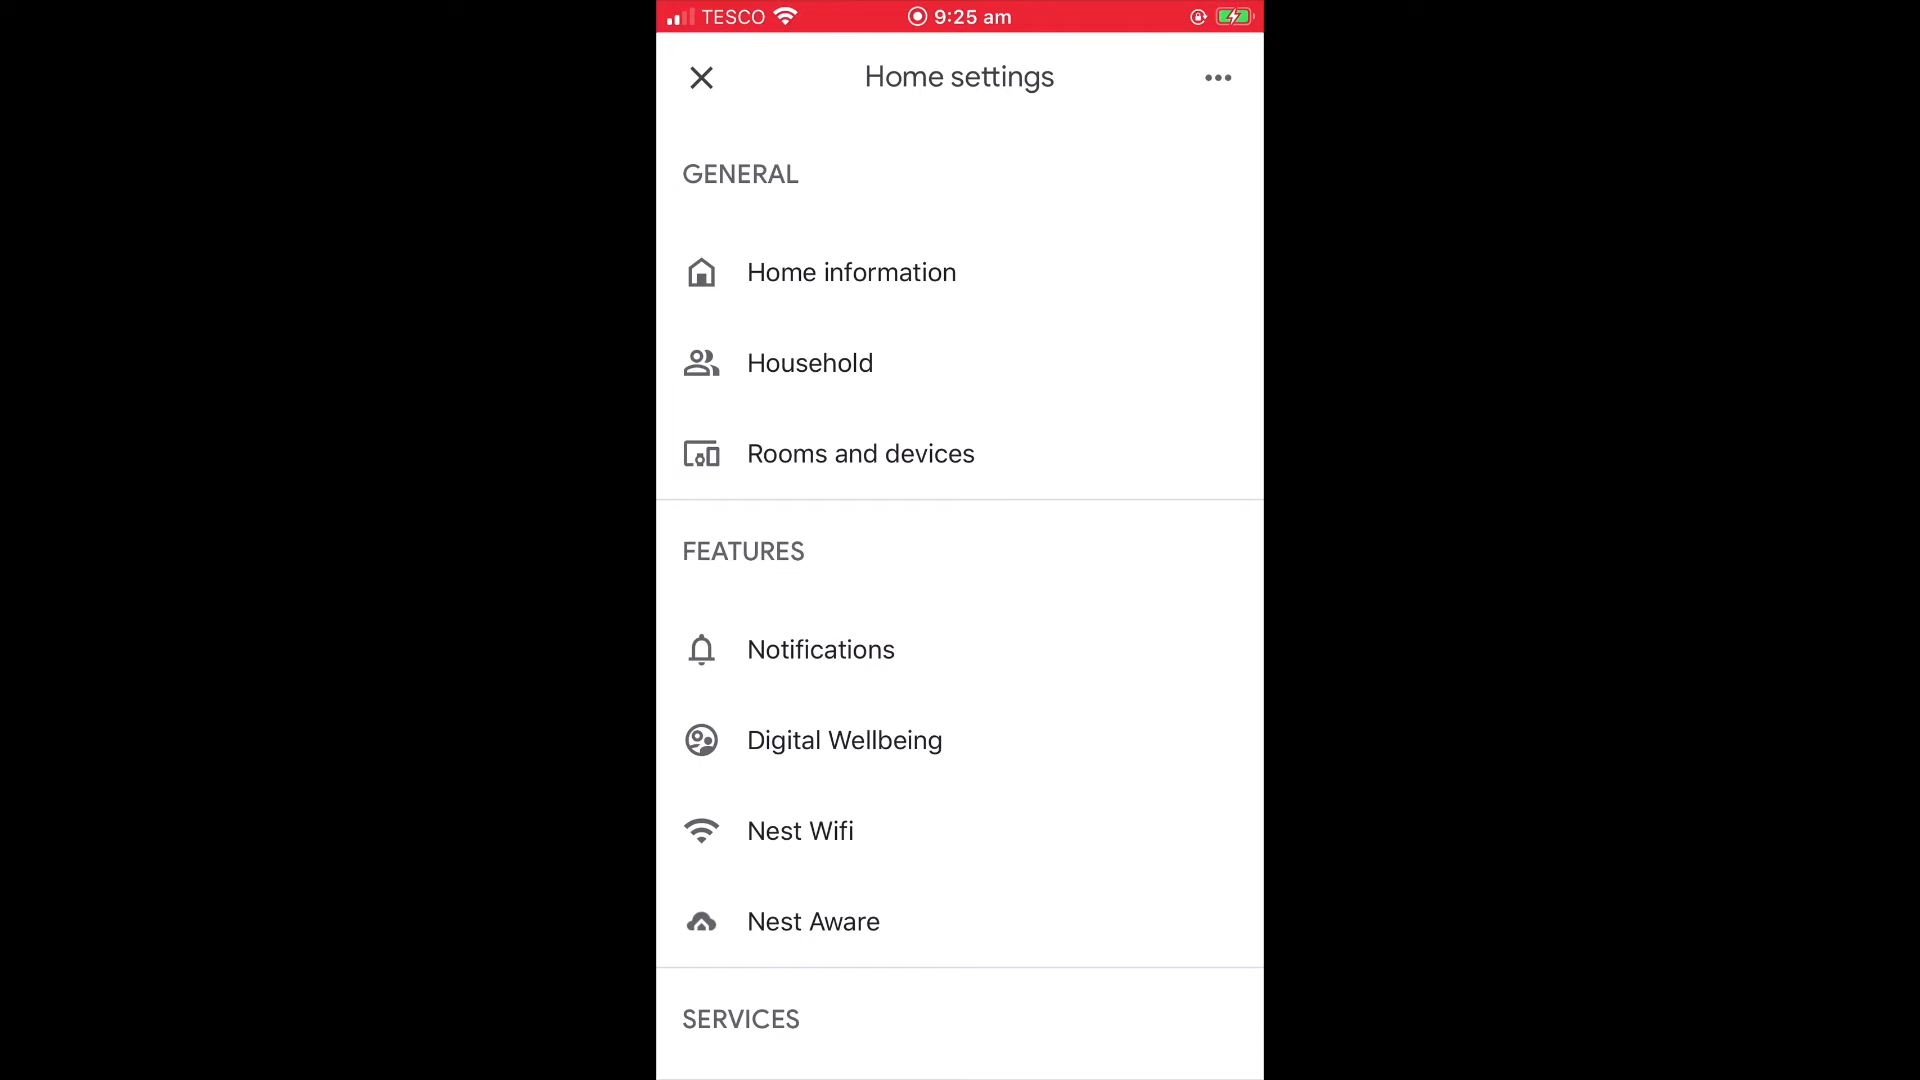 TESCO 9:25 am
Home settings
GENERAL
Home information
Household
Rooms and devices
FEATURES
Notifications
Digital Wellbeing
Nest Wifi
Nest Aware
SERVICES